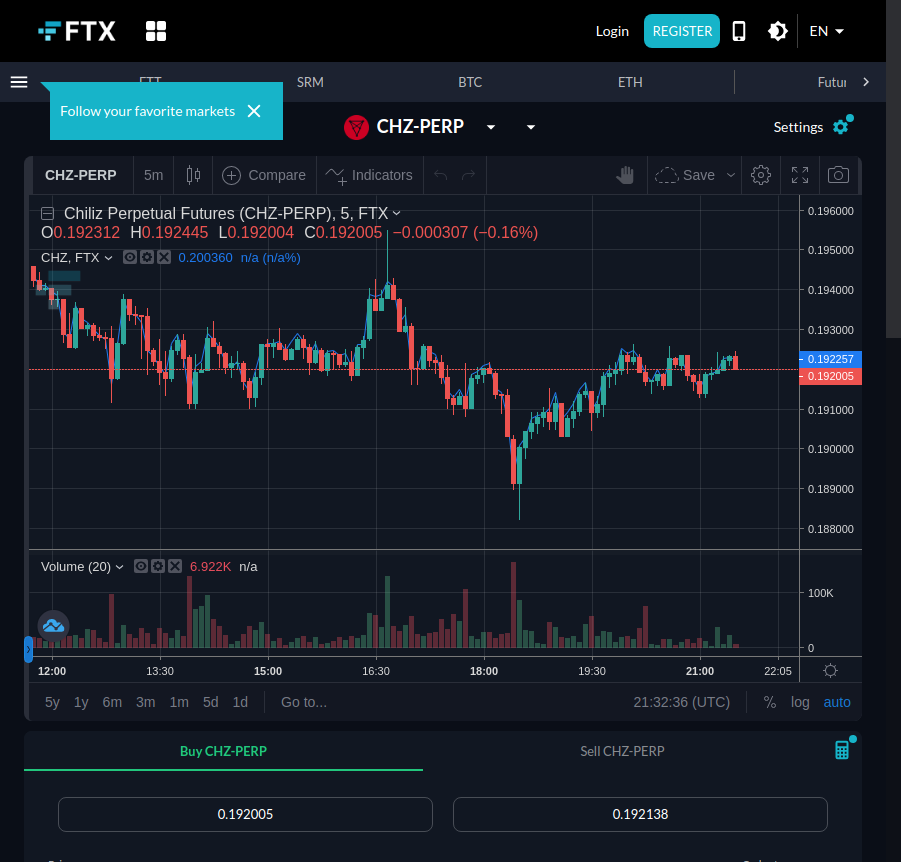 FTX
Login
REGISTER
EN
FTT
SRM
BTC
ETH
Futur
Follow your favorite markets
CHZ-PERP
Settings
CHZ-PERP
5m
Compare
Indicators
Save
Chiliz Perpetual Futures (CHZ-PERP), 5, FTX
O0.192312 H0.192445 L0.192004 C0.192005 −0.000307 (−0.16%)
CHZ, FTX
0.200360 n/a (n/a%)
0.196000
0.195000
0.194000
0.193000
0.192257
0.192005
0.191000
0.190000
0.189000
0.188000
Volume (20)
6.922K n/a
100K
0
12:00 13:30 15:00 16:30 18:00 19:30 21:00 22:05
5y 1y 6m 3m 1m 5d 1d Go to...
21:32:36 (UTC)
% log auto
Buy CHZ-PERP
Sell CHZ-PERP
0.192005
0.192138